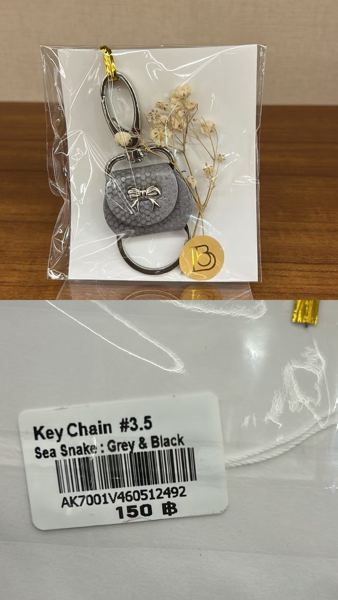 B
Key Chain #3.5
Sea Snake : Grey & Black
AK7001V460512492
150 ฿